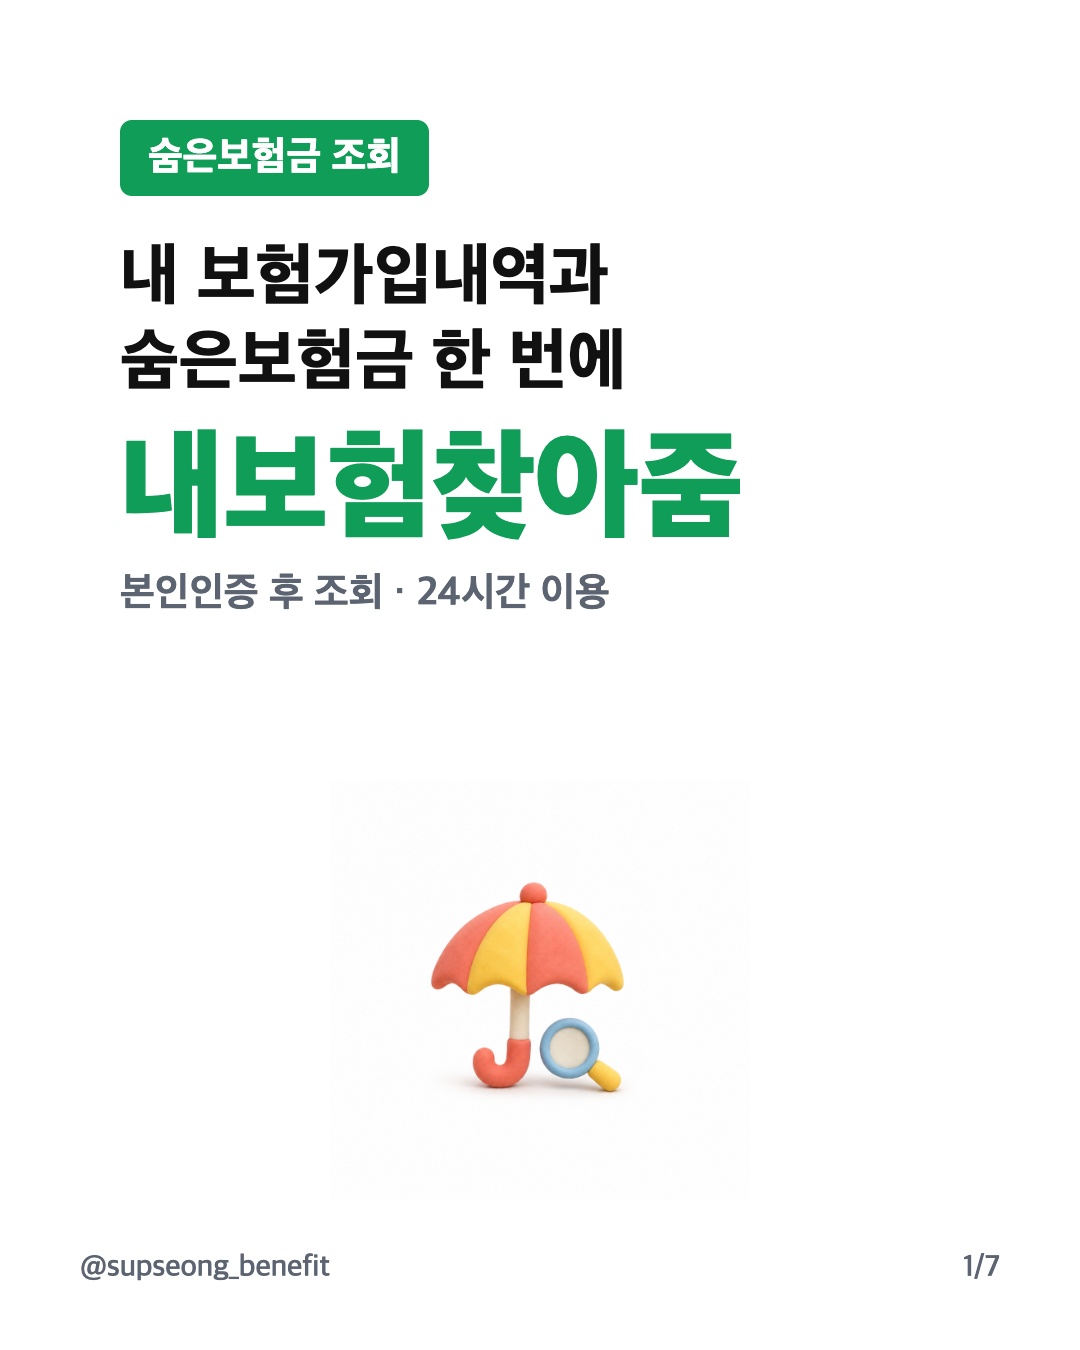 숨은보험금 조회
내 보험가입내역과
숨은보험금 한 번에
내보험찾아줌
본인인증 후 조회 · 24시간 이용
@supseong_benefit
1/7